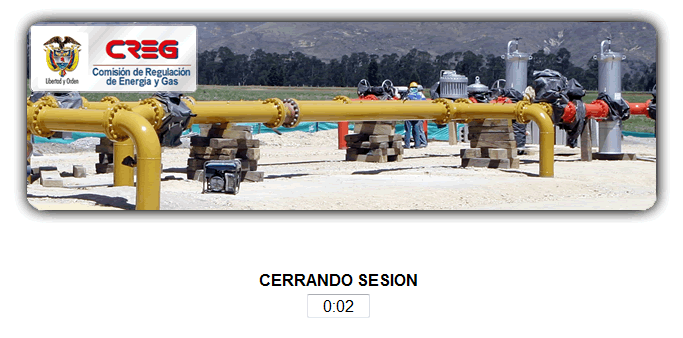 CREG
Comisión de Regulación
de Energía y Gas
Libertad y Orden
CERRANDO SESION
0:02